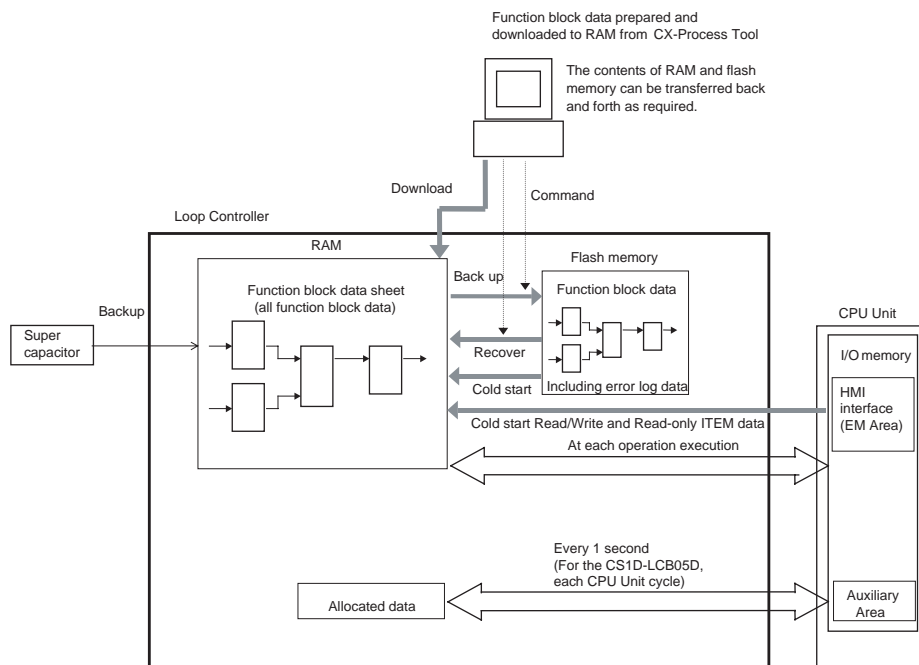 Function block data prepared and
downloaded to RAM from CX-Process Tool
The contents of RAM and flash
memory can be transferred back
and forth as required.
Download
Command
Loop Controller
RAM
Flash memory
Back up
Function block data sheet
(all function block data)
Function block data
Backup
CPU Unit
Super
capacitor
I/O memory
Recover
Cold start
Including error log data
HMI
interface
(EM Area)
Cold start Read/Write and Read-only ITEM data
At each operation execution
Every 1 second
(For the CS1D-LCB05D,
each CPU Unit cycle)
Allocated data
Auxiliary
Area